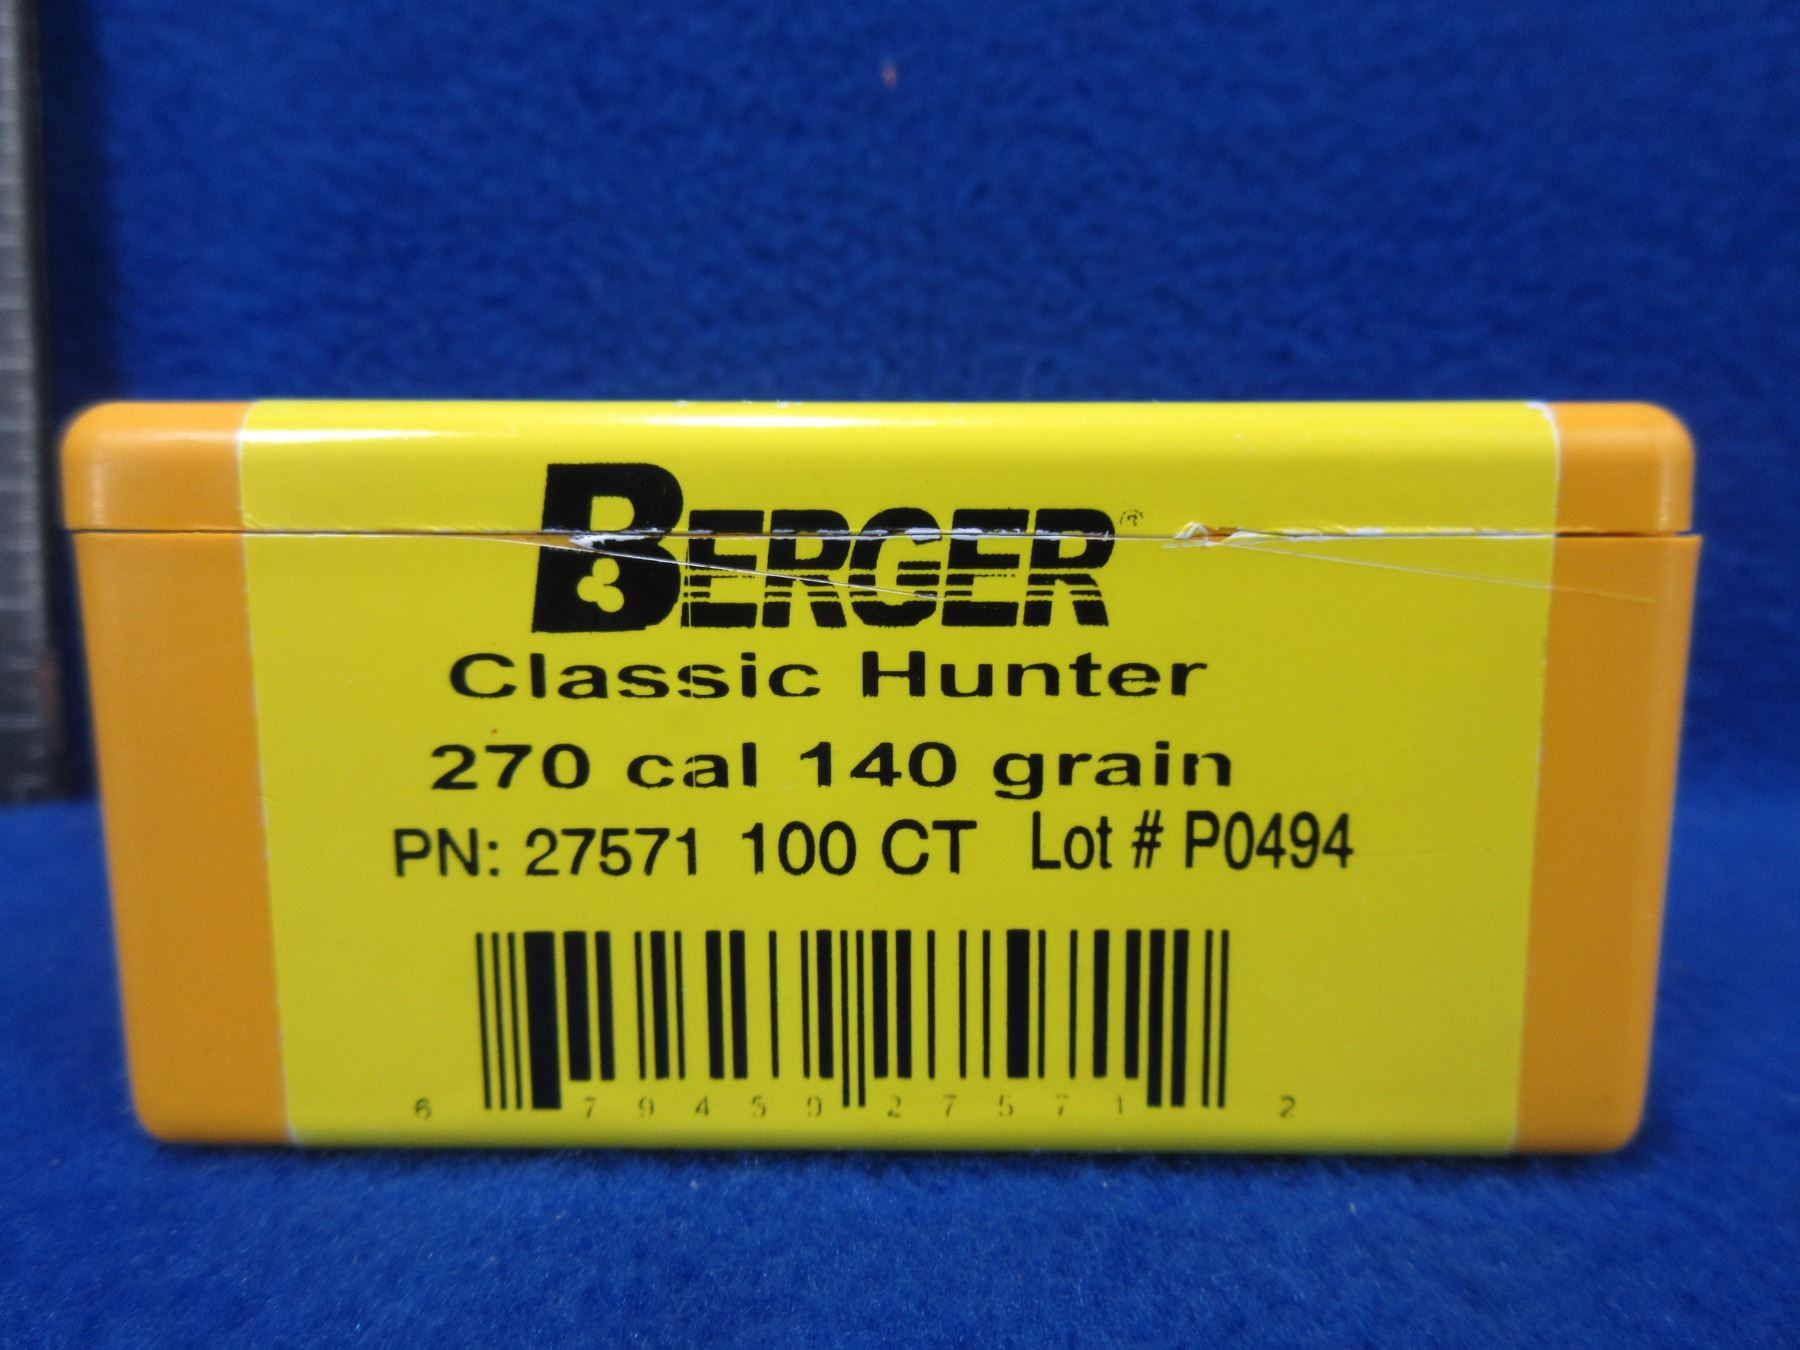 BERGER®
Classic Hunter
270 cal 140 grain
PN: 27571 100 CT Lot # P0494
6 79459 27571 2